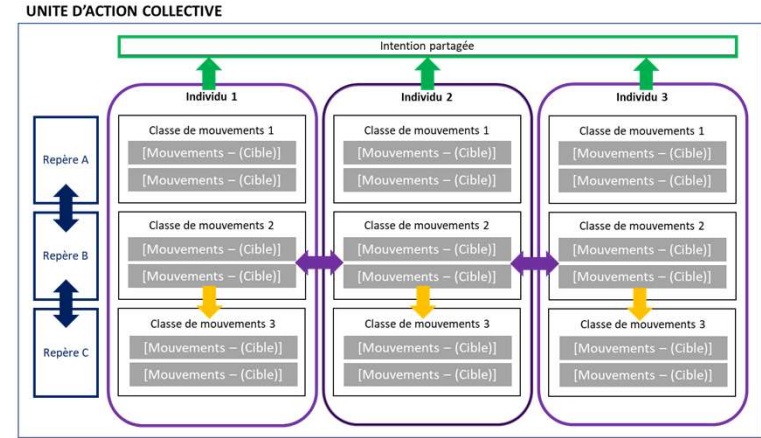 UNITE D'ACTION COLLECTIVE
Intention partagée
Individu 1
Individu 2
Individu 3
Repère A
Classe de mouvements 1
[Mouvements – (Cible)]
[Mouvements – (Cible)]
Classe de mouvements 1
[Mouvements – (Cible)]
[Mouvements – (Cible)]
Classe de mouvements 1
[Mouvements – (Cible)]
[Mouvements – (Cible)]
Repère B
Classe de mouvements 2
[Mouvements – (Cible)]
[Mouvements – (Cible)]
Classe de mouvements 2
[Mouvements – (Cible)]
[Mouvements – (Cible)]
Classe de mouvements 2
[Mouvements – (Cible)]
[Mouvements – (Cible)]
Repère C
Classe de mouvements 3
[Mouvements – (Cible)]
[Mouvements – (Cible)]
Classe de mouvements 3
[Mouvements – (Cible)]
[Mouvements – (Cible)]
Classe de mouvements 3
[Mouvements – (Cible)]
[Mouvements – (Cible)]